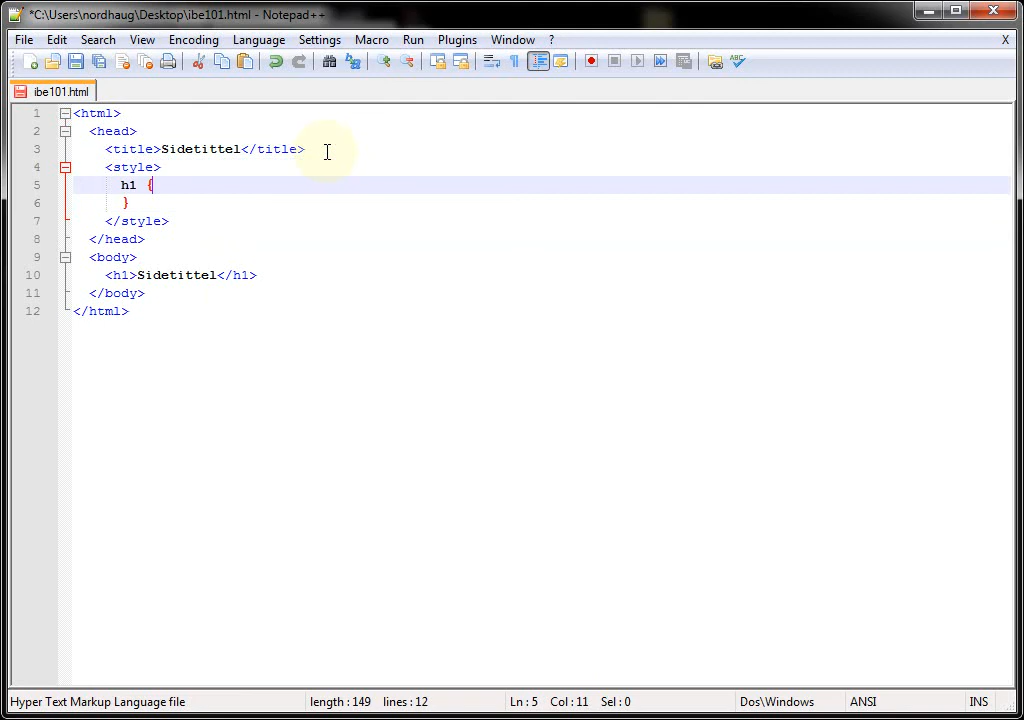 *C:\Users\nordhaug\Desktop\ibe101.html - Notepad++
File Edit Search View Encoding Language Settings Macro Run Plugins Window ? X
ABC
ibe101.html
1 <html>
2 <head>
3 <title>Sidetittel</title>
4 <style>
5 h1 {
6 }
7 </style>
8 </head>
9 <body>
10 <h1>Sidetittel</h1>
11 </body>
12 </html>
Hyper Text Markup Language file length : 149 lines : 12 Ln : 5 Col : 11 Sel : 0 Dos\Windows ANSI INS